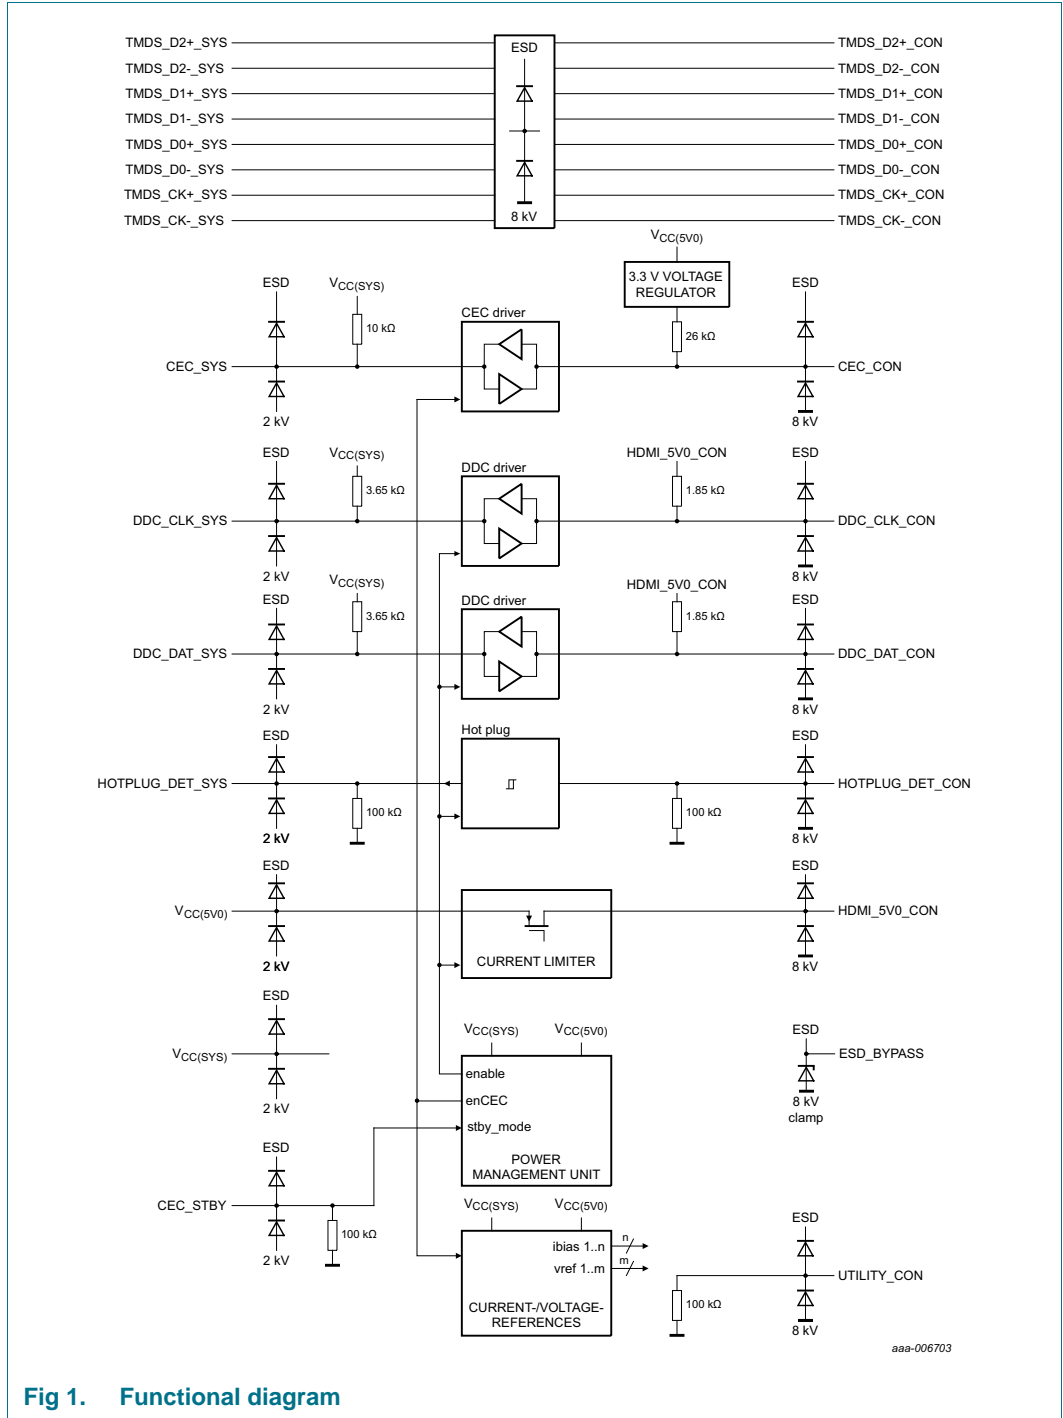 TMDS_D2+_SYS ESD TMDS_D2+_CON
TMDS_D2-_SYS TMDS_D2-_CON
TMDS_D1+_SYS TMDS_D1+_CON
TMDS_D1-_SYS TMDS_D1-_CON
TMDS_D0+_SYS TMDS_D0+_CON
TMDS_D0-_SYS TMDS_D0-_CON
TMDS_CK+_SYS TMDS_CK+_CON
TMDS_CK-_SYS 8 kV TMDS_CK-_CON
VCC(5V0)
ESD VCC(SYS) 3.3 V VOLTAGE ESD
REGULATOR
CEC driver
10 kΩ 26 kΩ
CEC_SYS CEC_CON
2 kV 8 kV
ESD VCC(SYS) HDMI_5V0_CON ESD
DDC driver
3.65 kΩ 1.85 kΩ
DDC_CLK_SYS DDC_CLK_CON
2 kV 8 kV
VCC(SYS) HDMI_5V0_CON
ESD DDC driver ESD
3.65 kΩ 1.85 kΩ
DDC_DAT_SYS DDC_DAT_CON
2 kV 8 kV
Hot plug
ESD ESD
HOTPLUG_DET_SYS HOTPLUG_DET_CON
100 kΩ 100 kΩ
2 kV 8 kV
ESD ESD
VCC(5V0) HDMI_5V0_CON
CURRENT LIMITER
2 kV 8 kV
ESD
VCC(SYS) VCC(5V0) ESD
VCC(SYS) ESD_BYPASS
enable
enCEC 8 kV
2 kV clamp
stby_mode
ESD POWER
MANAGEMENT UNIT
CEC_STBY VCC(SYS) VCC(5V0)
ESD
100 kΩ ibias 1..n n
2 kV vref 1..m m
UTILITY_CON
CURRENT-/VOLTAGE- 100 kΩ
REFERENCES
8 kV
aaa-006703
Fig 1. Functional diagram